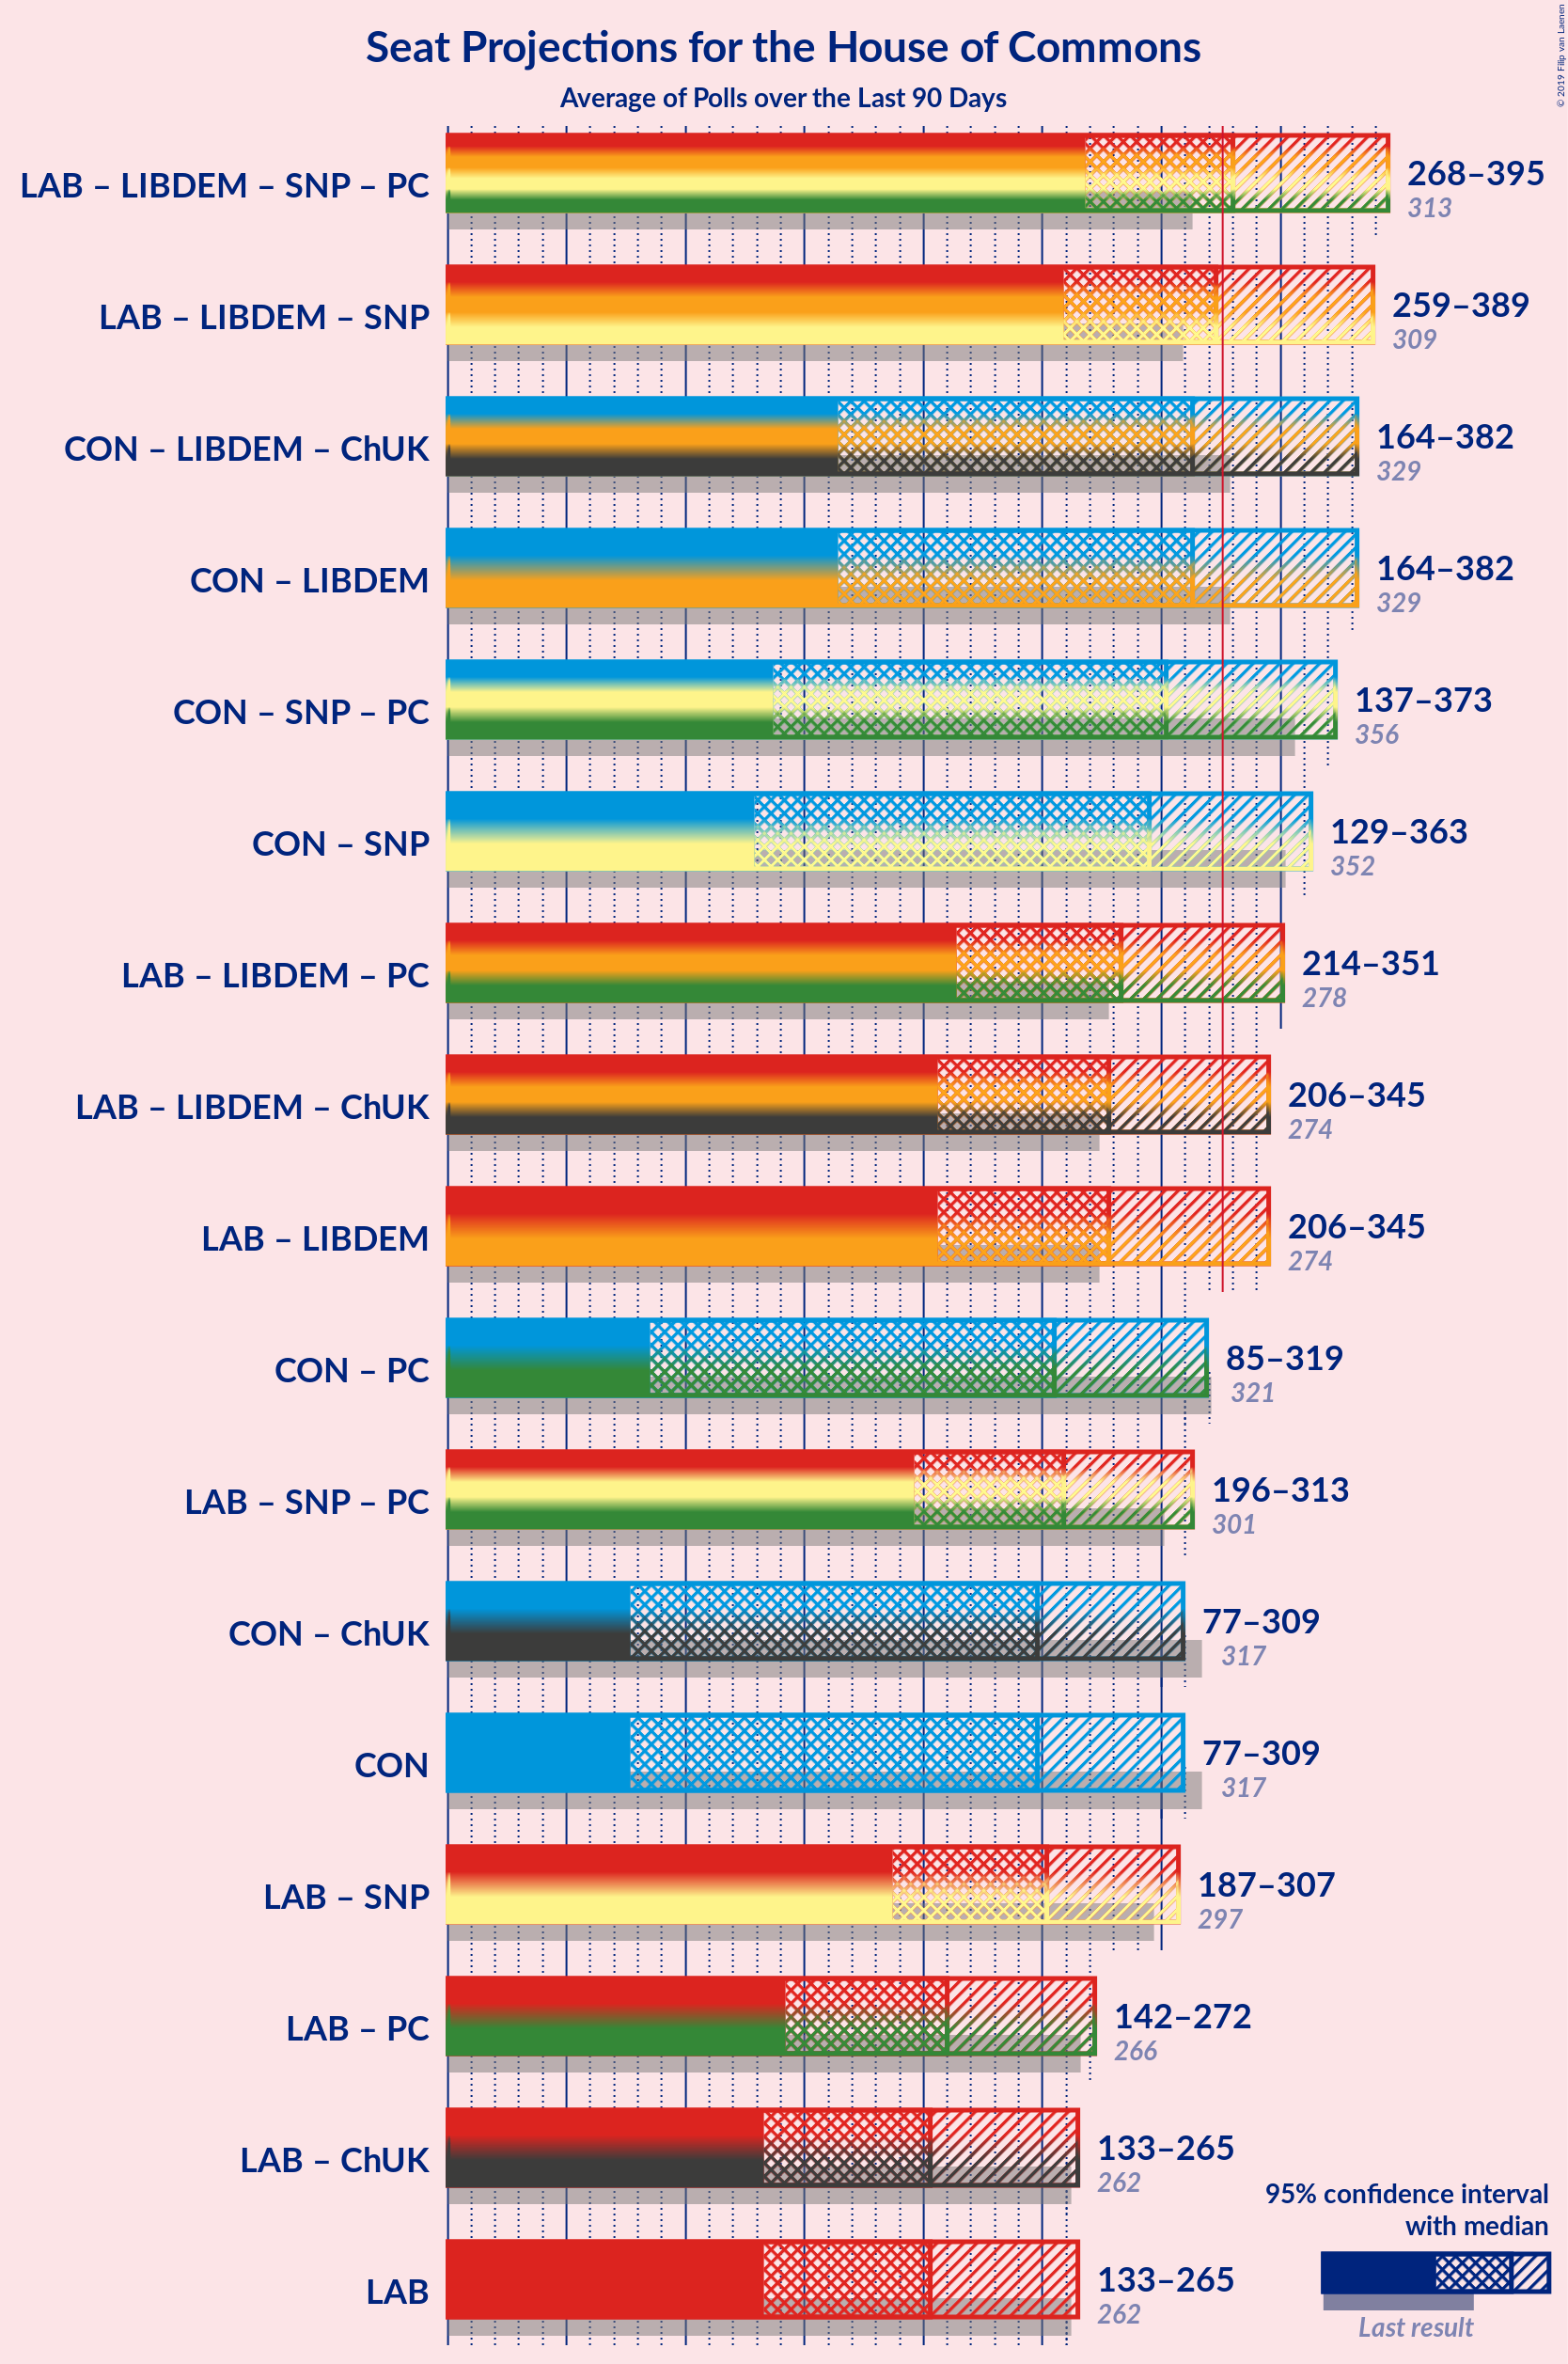 Seat Projections for the House of Commons
Average of Polls over the Last 90 Days
© 2019 Filip van Laenen
LAB – LIBDEM – SNP – PC
268–395
313
LAB – LIBDEM – SNP
259–389
309
CON – LIBDEM – ChUK
164–382
329
CON – LIBDEM
164–382
329
CON – SNP – PC
137–373
356
CON – SNP
129–363
352
LAB – LIBDEM – PC
214–351
278
LAB – LIBDEM – ChUK
206–345
274
LAB – LIBDEM
206–345
274
CON – PC
85–319
321
LAB – SNP – PC
196–313
301
CON – ChUK
77–309
317
CON
77–309
317
LAB – SNP
187–307
297
LAB – PC
142–272
266
LAB – ChUK
133–265
262
LAB
133–265
262
95% confidence interval
with median
Last result